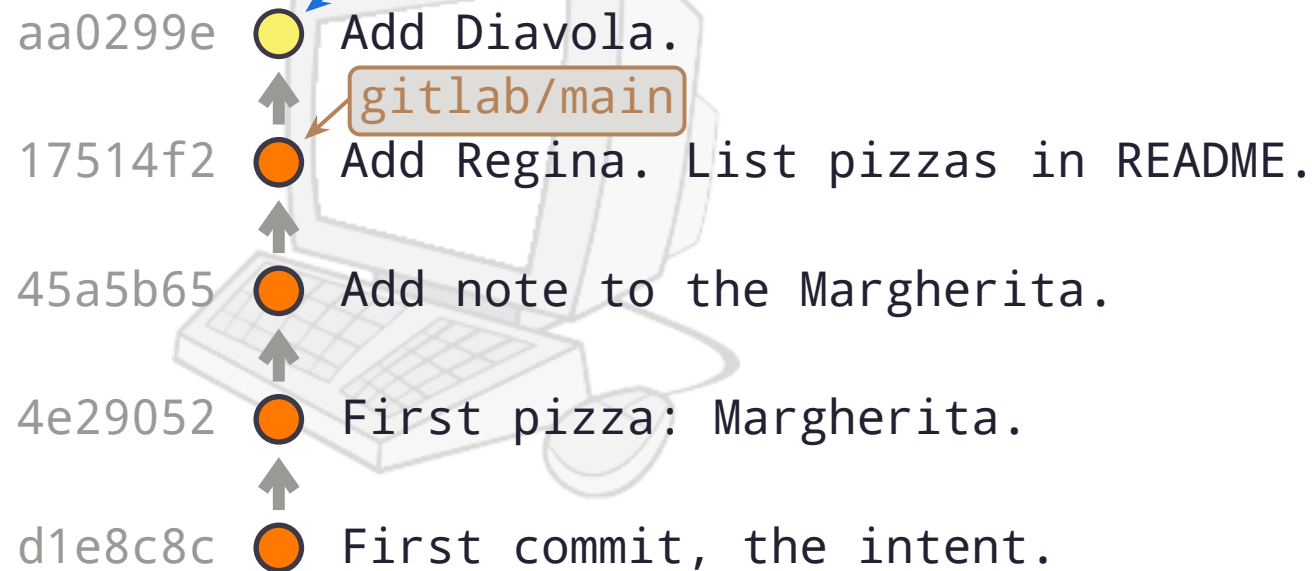 aa0299e Add Diavola.
gitlab/main
17514f2 Add Regina. List pizzas in README.
45a5b65 Add note to the Margherita.
4e29052 First pizza: Margherita.
d1e8c8c First commit, the intent.